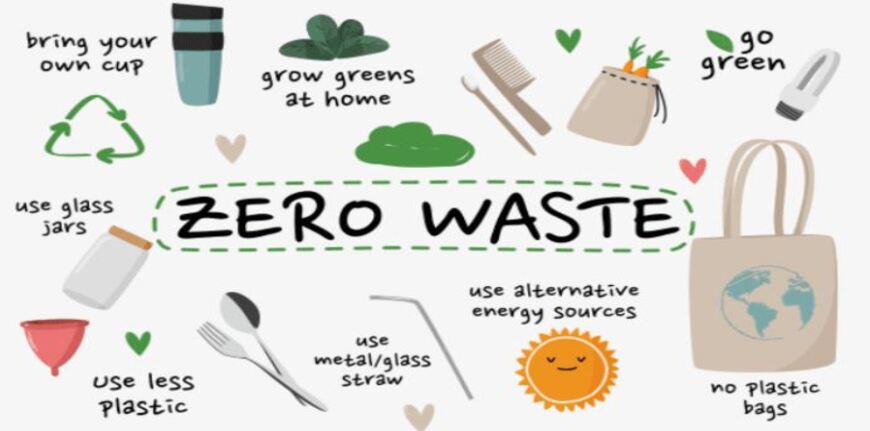 bring your
own cup
grow greens
at home
go
green
use glass
jars
ZERO WASTE
use less
plastic
use
metal/glass
straw
use alternative
energy sources
no plastic
bags